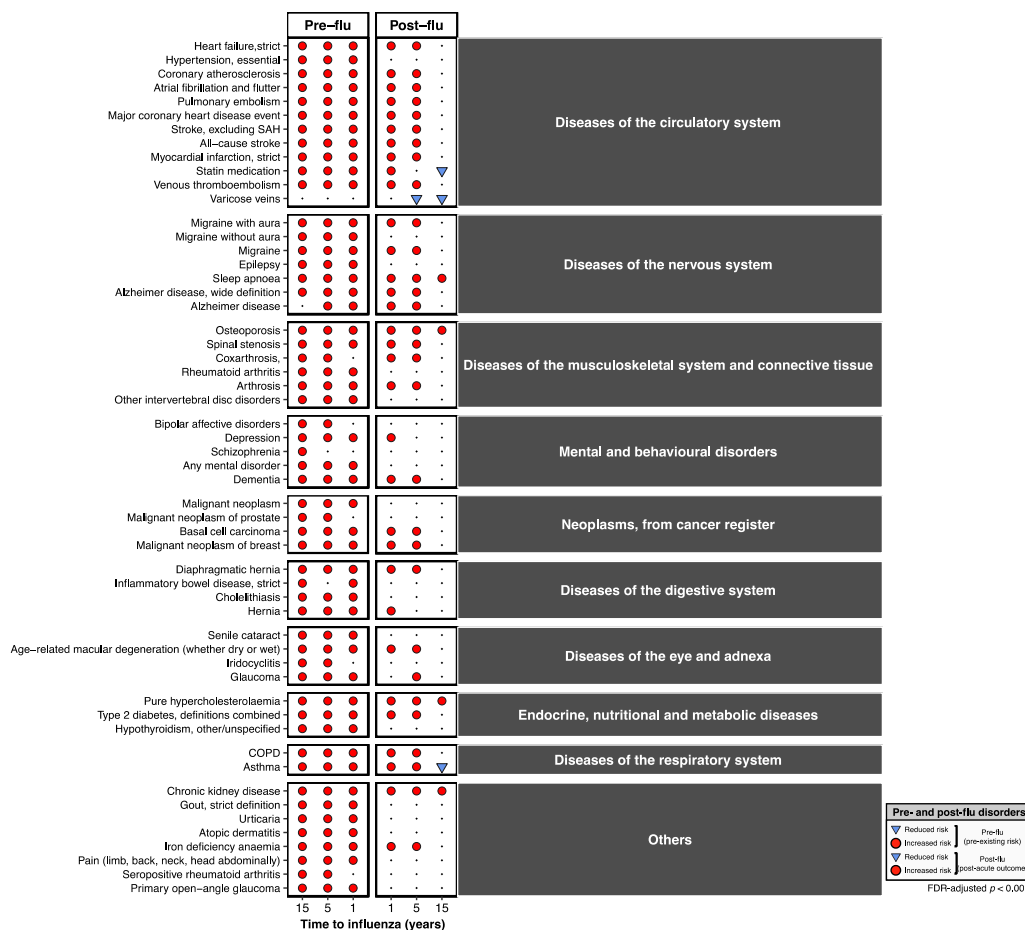 Pre–flu Post–flu
Heart failure,strict
Hypertension, essential
Coronary atherosclerosis
Atrial fibrillation and flutter
Pulmonary embolism
Major coronary heart disease event
Stroke, excluding SAH
All−cause stroke
Myocardial infarction, strict
Statin medication
Venous thromboembolism
Varicose veins
Diseases of the circulatory system
Migraine with aura
Migraine without aura
Migraine
Epilepsy
Sleep apnoea
Alzheimer disease, wide definition
Alzheimer disease
Diseases of the nervous system
Osteoporosis
Spinal stenosis
Coxarthrosis,
Rheumatoid arthritis
Arthrosis
Other intervertebral disc disorders
Diseases of the musculoskeletal system and connective tissue
Bipolar affective disorders
Depression
Schizophrenia
Any mental disorder
Dementia
Mental and behavioural disorders
Malignant neoplasm
Malignant neoplasm of prostate
Basal cell carcinoma
Malignant neoplasm of breast
Neoplasms, from cancer register
Diaphragmatic hernia
Inflammatory bowel disease, strict
Cholelithiasis
Hernia
Diseases of the digestive system
Senile cataract
Age−related macular degeneration (whether dry or wet)
Iridocyclitis
Glaucoma
Diseases of the eye and adnexa
Pure hypercholesterolaemia
Type 2 diabetes, definitions combined
Hypothyroidism, other/unspecified
Endocrine, nutritional and metabolic diseases
COPD
Asthma
Diseases of the respiratory system
Chronic kidney disease
Gout, strict definition
Urticaria
Atopic dermatitis
Iron deficiency anaemia
Pain (limb, back, neck, head abdominally)
Seropositive rheumatoid arthritis
Primary open−angle glaucoma
Others
15 5 1 1 5 15
Time to influenza (years)
Pre- and post-flu disorders
Reduced risk
Increased risk
Pre-flu
(pre-existing risk)
Reduced risk
Increased risk
Post-flu
(post-acute outcome
FDR-adjusted p < 0.00